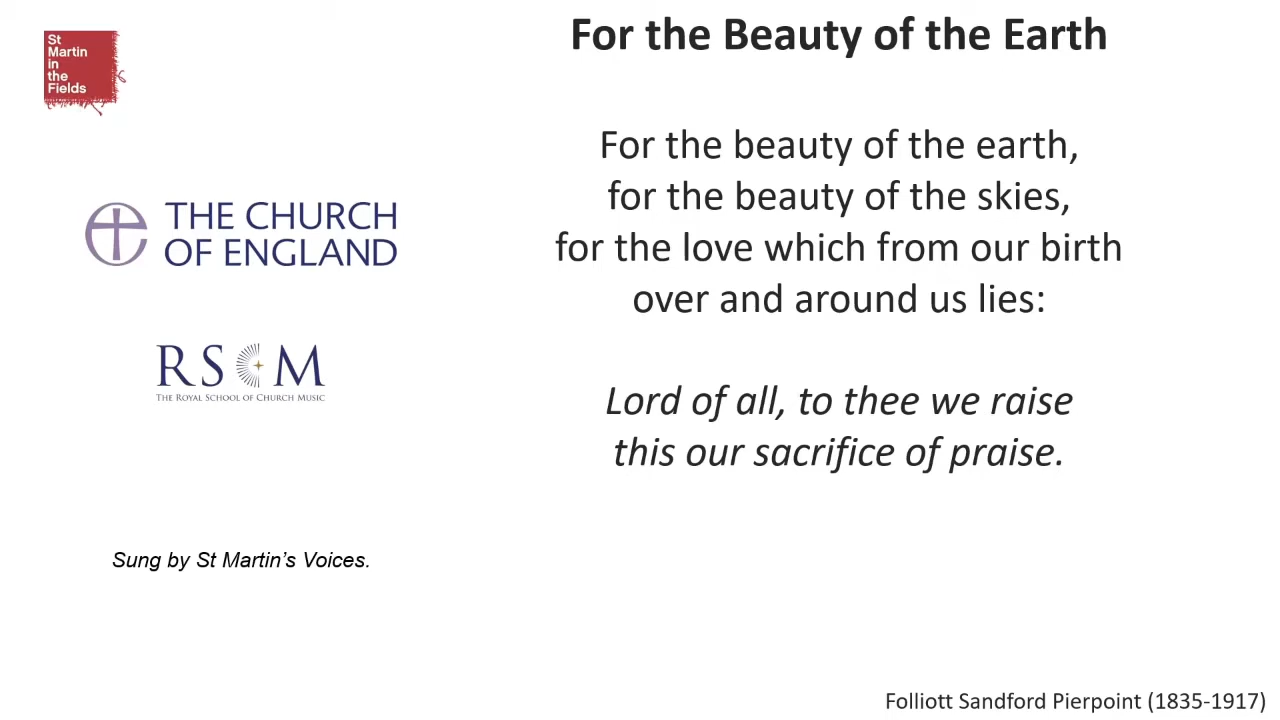 St
Martin
in
the
Fields
THE CHURCH
OF ENGLAND
RSCM
THE ROYAL SCHOOL OF CHURCH MUSIC
Sung by St Martin’s Voices.
For the Beauty of the Earth
For the beauty of the earth,
for the beauty of the skies,
for the love which from our birth
over and around us lies:
Lord of all, to thee we raise
this our sacrifice of praise.
Folliott Sandford Pierpoint (1835-1917)